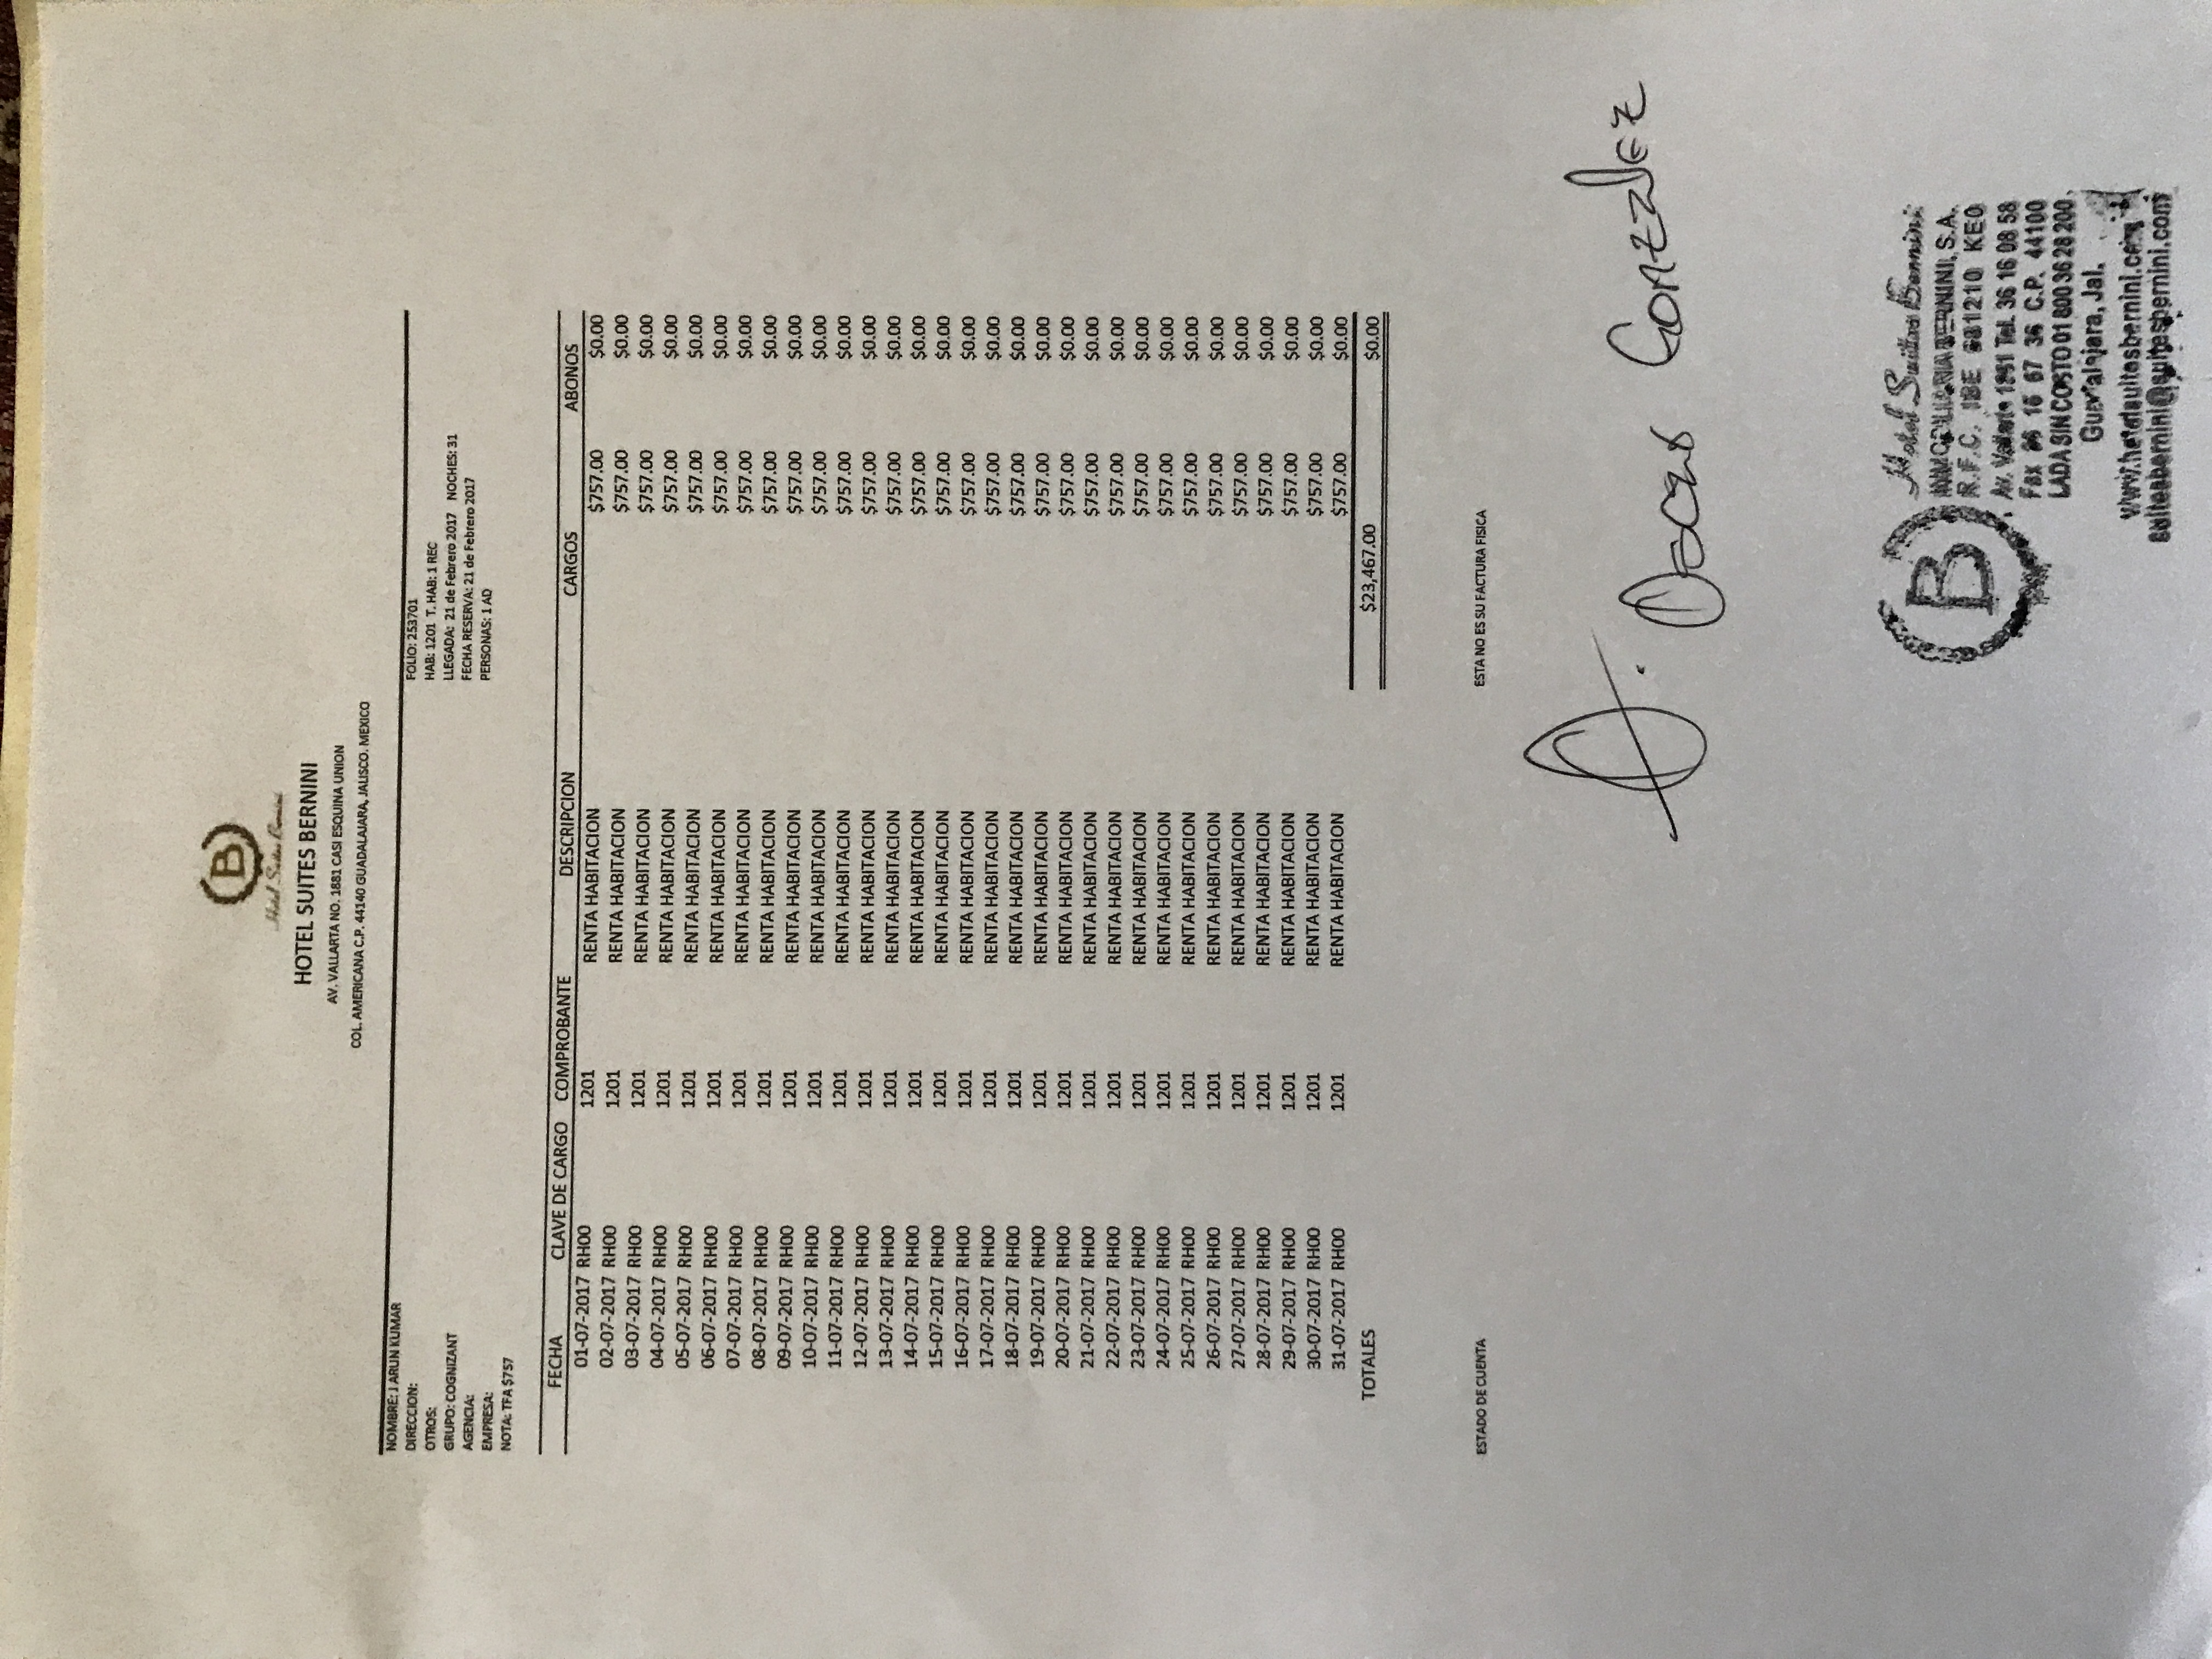 B
Hotel Suites Bernini
HOTEL SUITES BERNINI
AV. VALLARTA NO. 1881 CASI ESQUINA UNION
COL. AMERICANA C.P. 44140 GUADALAJARA, JALISCO. MEXICO
NOMBRE: J ARUN KUMAR FOLIO: 253701
DIRECCION: HAB: 1201 T. HAB: 1 REC
OTROS: LLEGADA: 21 de Febrero 2017 NOCHES: 31
GRUPO: COGNIZANT FECHA RESERVA: 21 de Febrero 2017
AGENCIA: PERSONAS: 1 AD
EMPRESA:
NOTA: TFA $757
FECHA CLAVE DE CARGO COMPROBANTE DESCRIPCION CARGOS ABONOS
01-07-2017 RH00 1201 RENTA HABITACION $757.00 $0.00
02-07-2017 RH00 1201 RENTA HABITACION $757.00 $0.00
03-07-2017 RH00 1201 RENTA HABITACION $757.00 $0.00
04-07-2017 RH00 1201 RENTA HABITACION $757.00 $0.00
05-07-2017 RH00 1201 RENTA HABITACION $757.00 $0.00
06-07-2017 RH00 1201 RENTA HABITACION $757.00 $0.00
07-07-2017 RH00 1201 RENTA HABITACION $757.00 $0.00
08-07-2017 RH00 1201 RENTA HABITACION $757.00 $0.00
09-07-2017 RH00 1201 RENTA HABITACION $757.00 $0.00
10-07-2017 RH00 1201 RENTA HABITACION $757.00 $0.00
11-07-2017 RH00 1201 RENTA HABITACION $757.00 $0.00
12-07-2017 RH00 1201 RENTA HABITACION $757.00 $0.00
13-07-2017 RH00 1201 RENTA HABITACION $757.00 $0.00
14-07-2017 RH00 1201 RENTA HABITACION $757.00 $0.00
15-07-2017 RH00 1201 RENTA HABITACION $757.00 $0.00
16-07-2017 RH00 1201 RENTA HABITACION $757.00 $0.00
17-07-2017 RH00 1201 RENTA HABITACION $757.00 $0.00
18-07-2017 RH00 1201 RENTA HABITACION $757.00 $0.00
19-07-2017 RH00 1201 RENTA HABITACION $757.00 $0.00
20-07-2017 RH00 1201 RENTA HABITACION $757.00 $0.00
21-07-2017 RH00 1201 RENTA HABITACION $757.00 $0.00
22-07-2017 RH00 1201 RENTA HABITACION $757.00 $0.00
23-07-2017 RH00 1201 RENTA HABITACION $757.00 $0.00
24-07-2017 RH00 1201 RENTA HABITACION $757.00 $0.00
25-07-2017 RH00 1201 RENTA HABITACION $757.00 $0.00
26-07-2017 RH00 1201 RENTA HABITACION $757.00 $0.00
27-07-2017 RH00 1201 RENTA HABITACION $757.00 $0.00
28-07-2017 RH00 1201 RENTA HABITACION $757.00 $0.00
29-07-2017 RH00 1201 RENTA HABITACION $757.00 $0.00
30-07-2017 RH00 1201 RENTA HABITACION $757.00 $0.00
31-07-2017 RH00 1201 RENTA HABITACION $757.00 $0.00
TOTALES $23,467.00 $0.00
ESTADO DE CUENTA ESTA NO ES SU FACTURA FISICA
Oscar Gonzalez
B
Hotel Suites Bernini
INMOBILIARIA BERNINI, S.A.
R.F.C. IBE 1210 KE0
Av. Vallarta 1881 Tel. 36 16 08 58
Fax 36 16 67 36 C.P. 44100
LADA SIN COSTO 01 800 36 28 200
Guadalajara, Jal.
www.hotelsuitesbernini.com
suitesbernini@suitesbernini.com